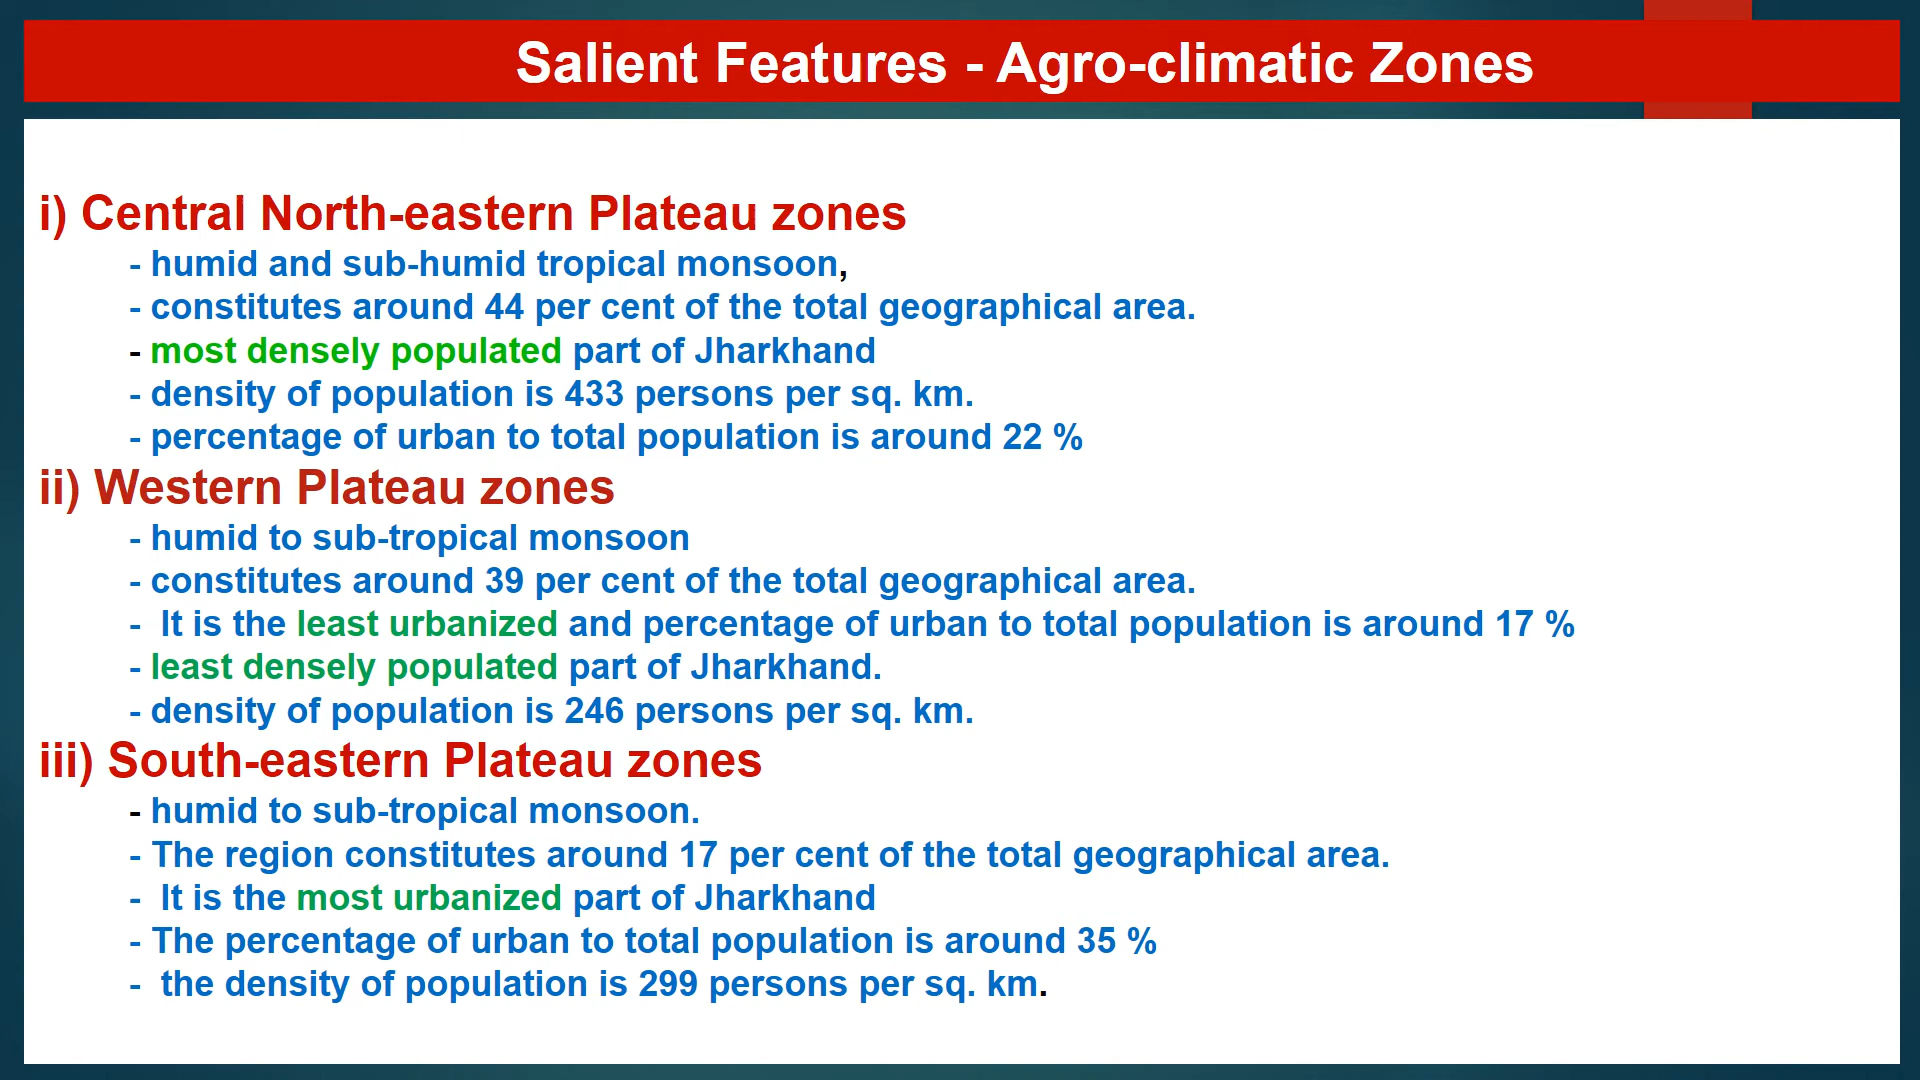 Salient Features - Agro-climatic Zones
i) Central North-eastern Plateau zones
- humid and sub-humid tropical monsoon,
- constitutes around 44 per cent of the total geographical area.
- most densely populated part of Jharkhand
- density of population is 433 persons per sq. km.
- percentage of urban to total population is around 22 %
ii) Western Plateau zones
- humid to sub-tropical monsoon
- constitutes around 39 per cent of the total geographical area.
- It is the least urbanized and percentage of urban to total population is around 17 %
- least densely populated part of Jharkhand.
- density of population is 246 persons per sq. km.
iii) South-eastern Plateau zones
- humid to sub-tropical monsoon.
- The region constitutes around 17 per cent of the total geographical area.
- It is the most urbanized part of Jharkhand
- The percentage of urban to total population is around 35 %
- the density of population is 299 persons per sq. km.